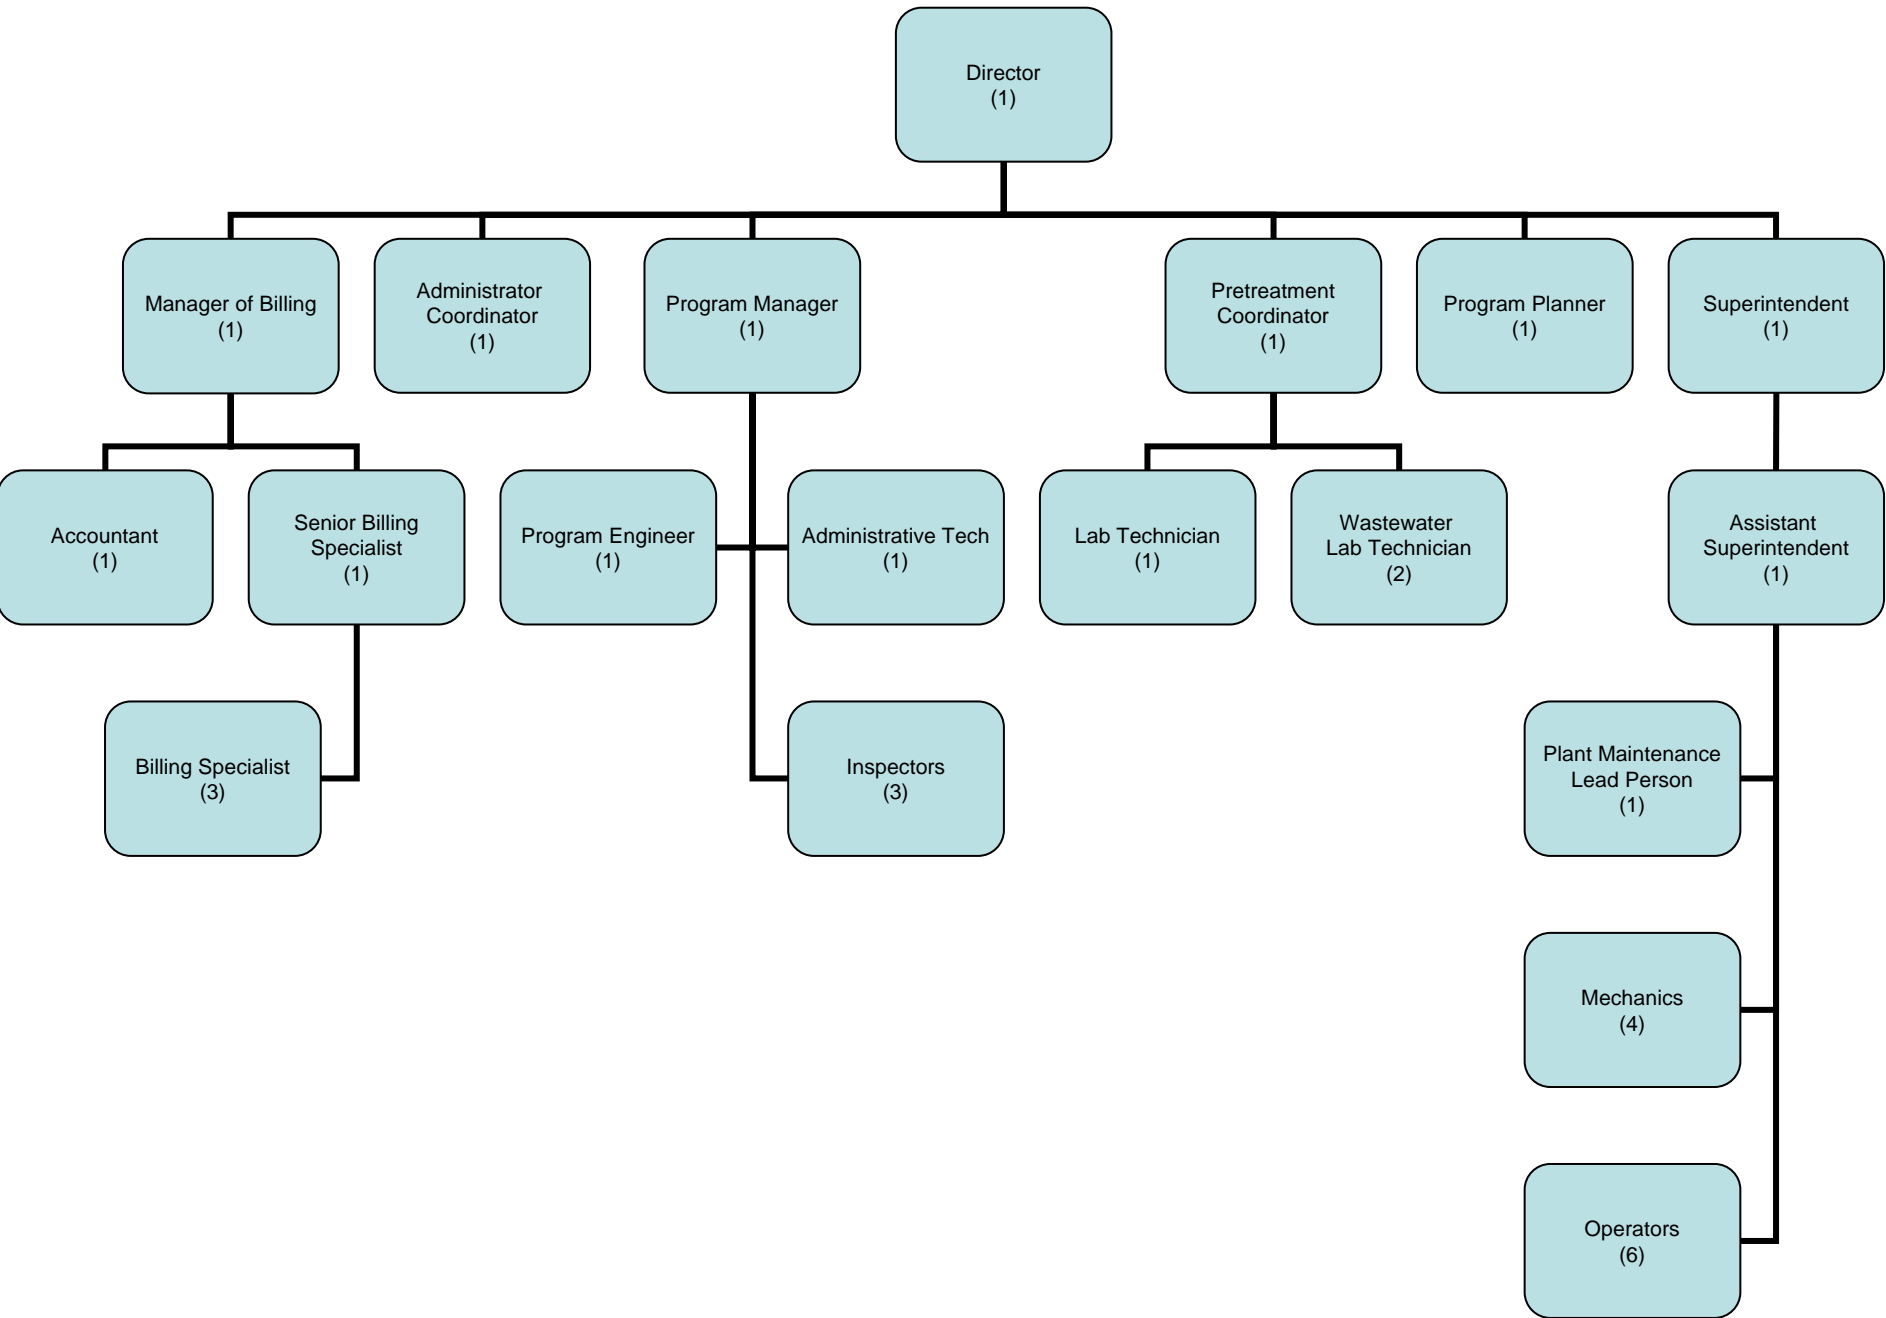 Director
(1)
Manager of Billing
(1)
Administrator
Coordinator
(1)
Program Manager
(1)
Pretreatment
Coordinator
(1)
Program Planner
(1)
Superintendent
(1)
Accountant
(1)
Senior Billing
Specialist
(1)
Program Engineer
(1)
Administrative Tech
(1)
Lab Technician
(1)
Wastewater
Lab Technician
(2)
Assistant
Superintendent
(1)
Billing Specialist
(3)
Inspectors
(3)
Plant Maintenance
Lead Person
(1)
Mechanics
(4)
Operators
(6)